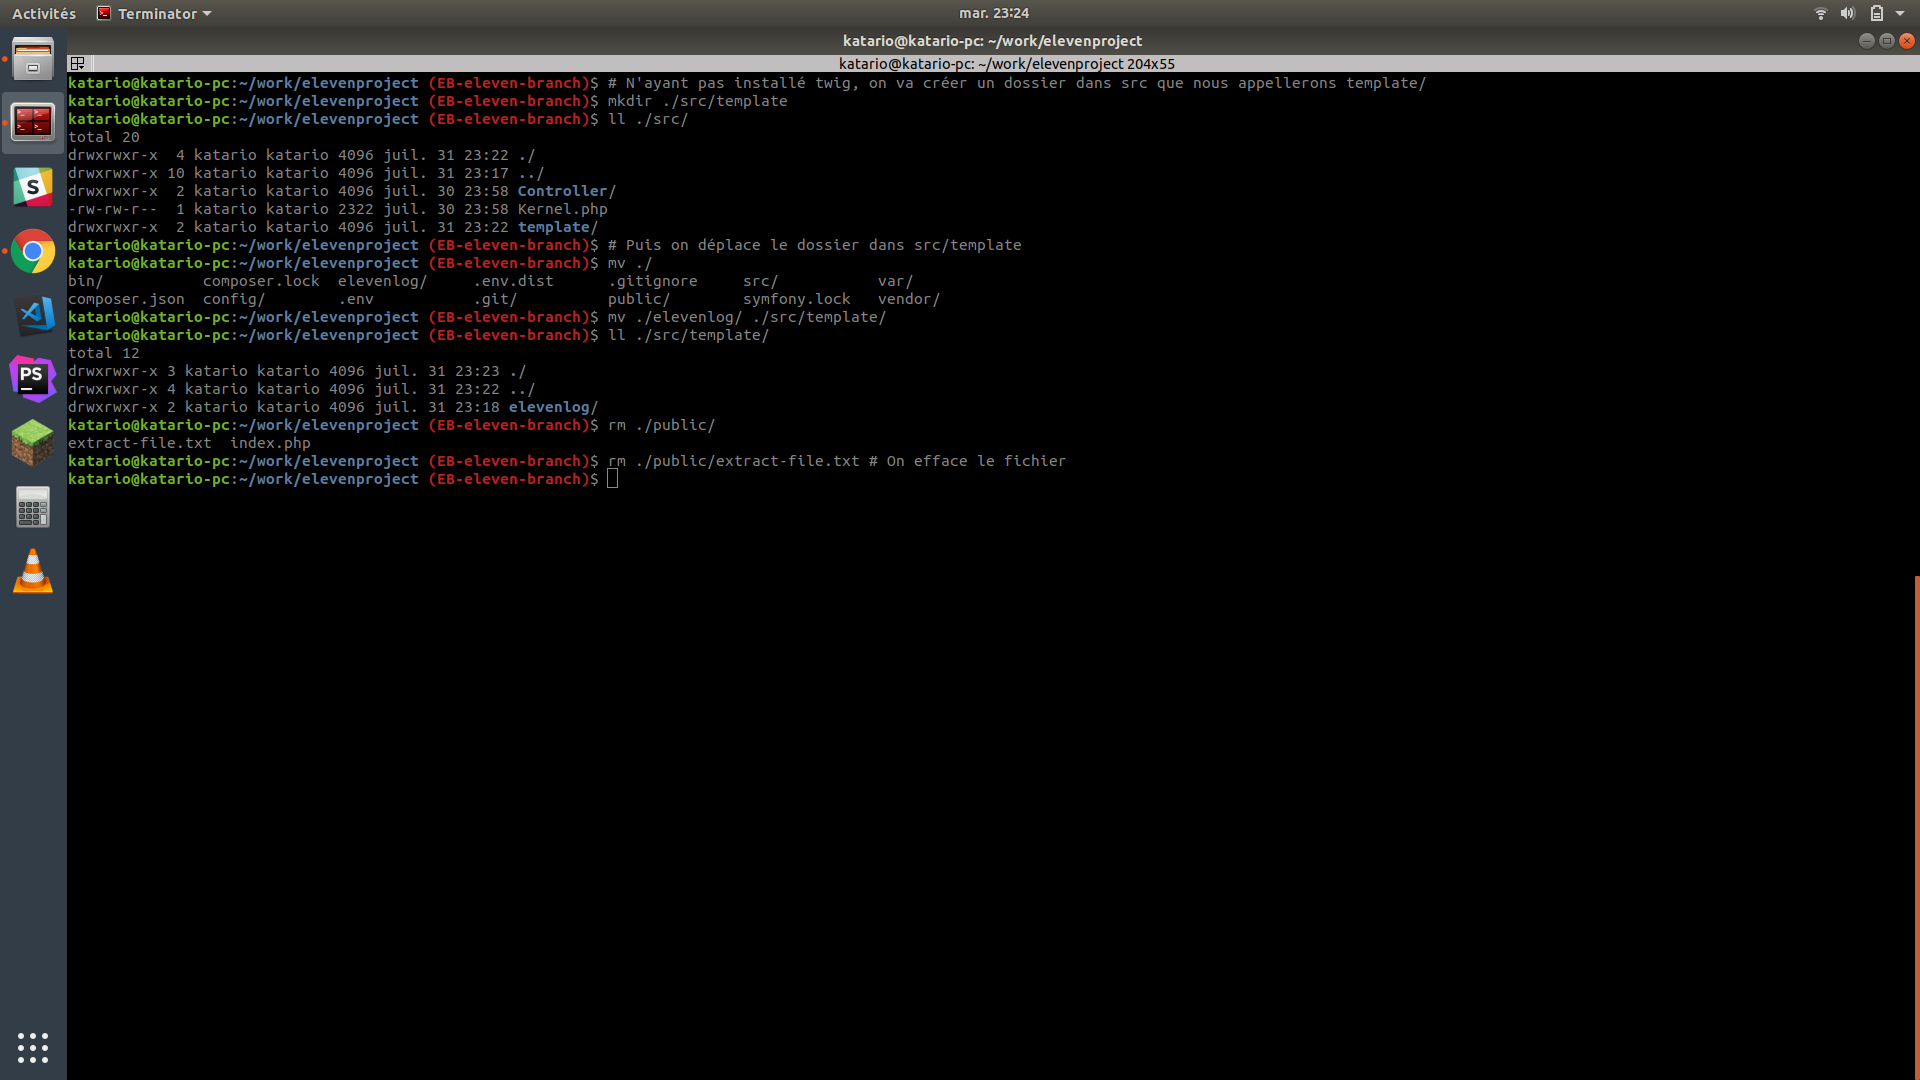 Activités Terminator mar. 23:24
katario@katario-pc: ~/work/elevenproject
katario@katario-pc: ~/work/elevenproject 204x55
katario@katario-pc:~/work/elevenproject (EB-eleven-branch)$ # N'ayant pas installé twig, on va créer un dossier dans src que nous appellerons template/
katario@katario-pc:~/work/elevenproject (EB-eleven-branch)$ mkdir ./src/template
katario@katario-pc:~/work/elevenproject (EB-eleven-branch)$ ll ./src/
total 20
drwxrwxr-x  4 katario katario 4096 juil. 31 23:22 ./
drwxrwxr-x 10 katario katario 4096 juil. 31 23:17 ../
drwxrwxr-x  2 katario katario 4096 juil. 30 23:58 Controller/
-rw-rw-r--  1 katario katario 2322 juil. 30 23:58 Kernel.php
drwxrwxr-x  2 katario katario 4096 juil. 31 23:22 template/
katario@katario-pc:~/work/elevenproject (EB-eleven-branch)$ # Puis on déplace le dossier dans src/template
katario@katario-pc:~/work/elevenproject (EB-eleven-branch)$ mv ./
bin/           composer.lock  elevenlog/     .env.dist      .gitignore     src/           var/
composer.json  config/        .env           .git/          public/        symfony.lock   vendor/
katario@katario-pc:~/work/elevenproject (EB-eleven-branch)$ mv ./elevenlog/ ./src/template/
katario@katario-pc:~/work/elevenproject (EB-eleven-branch)$ ll ./src/template/
total 12
drwxrwxr-x 3 katario katario 4096 juil. 31 23:23 ./
drwxrwxr-x 4 katario katario 4096 juil. 31 23:22 ../
drwxrwxr-x 2 katario katario 4096 juil. 31 23:18 elevenlog/
katario@katario-pc:~/work/elevenproject (EB-eleven-branch)$ rm ./public/
extract-file.txt  index.php
katario@katario-pc:~/work/elevenproject (EB-eleven-branch)$ rm ./public/extract-file.txt # On efface le fichier
katario@katario-pc:~/work/elevenproject (EB-eleven-branch)$
S
PS